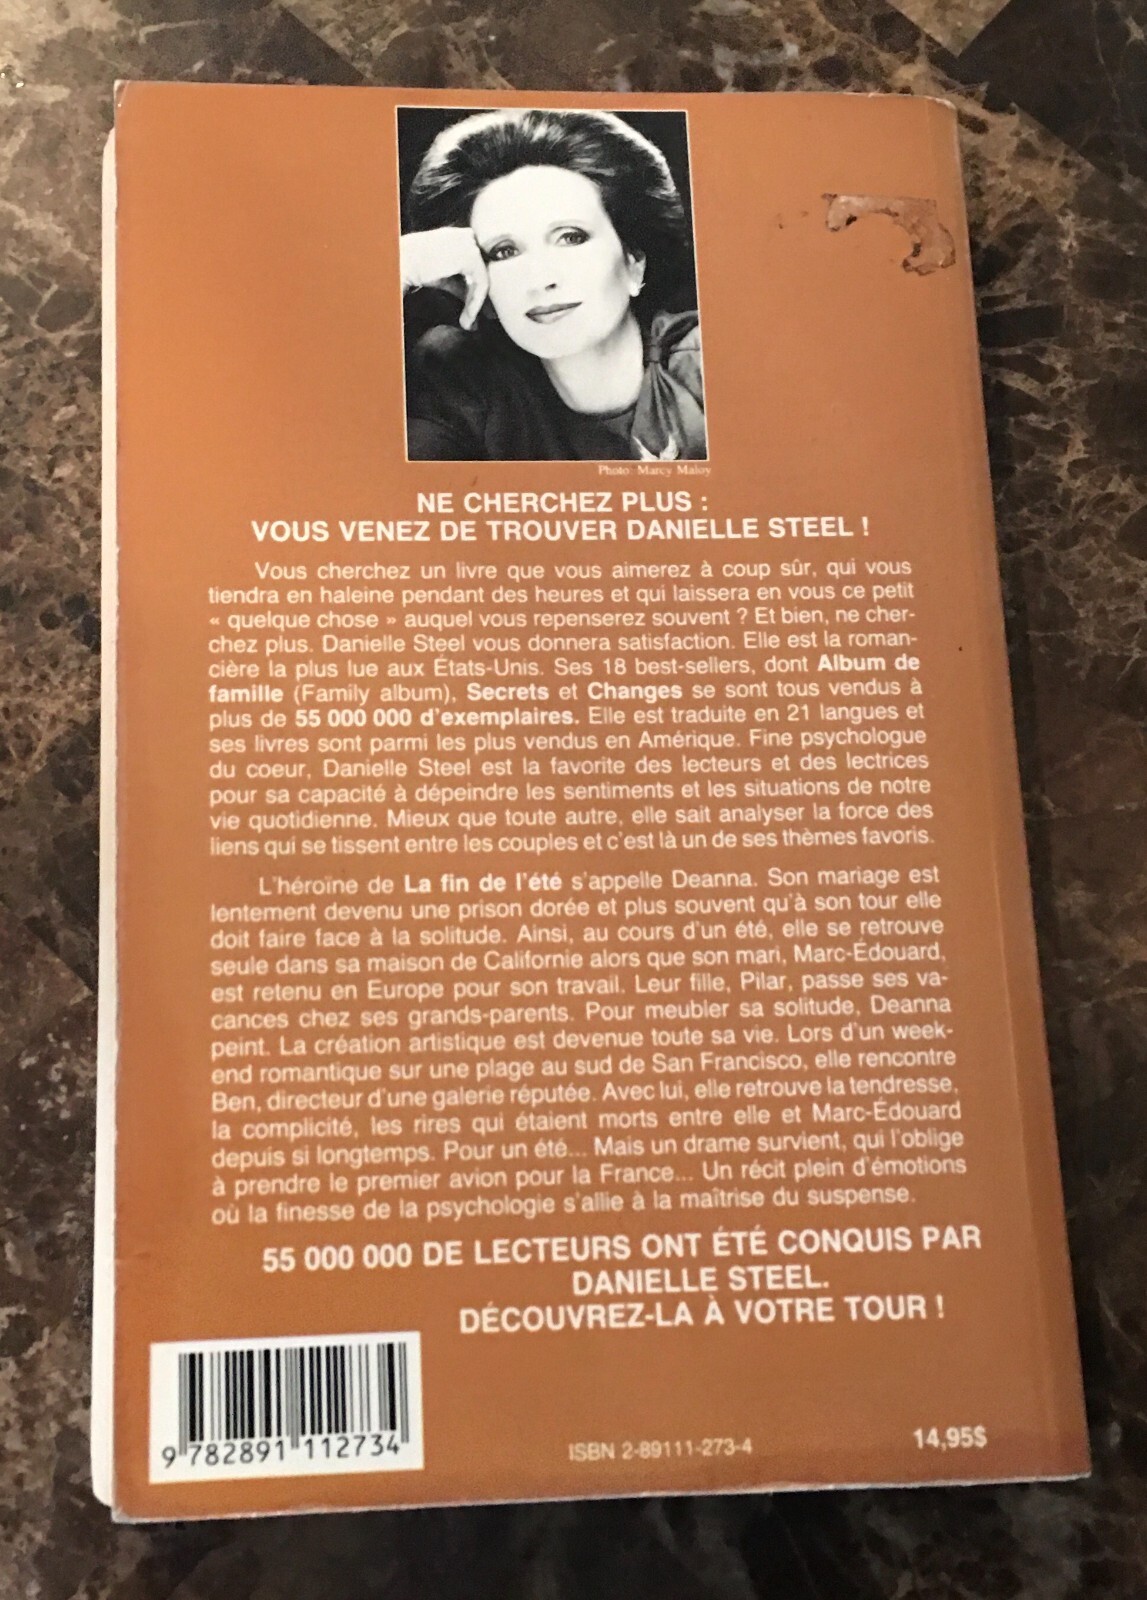 Photo: Marcy Maloy
NE CHERCHEZ PLUS :
VOUS VENEZ DE TROUVER DANIELLE STEEL !
Vous cherchez un livre que vous aimerez à coup sûr, qui vous
tiendra en haleine pendant des heures et qui laissera en vous ce petit
« quelque chose » auquel vous repenserez souvent ? Et bien, ne cher-
chez plus. Danielle Steel vous donnera satisfaction. Elle est la roman-
cière la plus lue aux États-Unis. Ses 18 best-sellers, dont Album de
famille (Family album), Secrets et Changes se sont tous vendus à
plus de 55 000 000 d'exemplaires. Elle est traduite en 21 langues et
ses livres sont parmi les plus vendus en Amérique. Fine psychologue
du coeur, Danielle Steel est la favorite des lecteurs et des lectrices
pour sa capacité à dépeindre les sentiments et les situations de notre
vie quotidienne. Mieux que toute autre, elle sait analyser la force des
liens qui se tissent entre les couples et c'est là un de ses thèmes favoris.
L'héroïne de La fin de l'été s'appelle Deanna. Son mariage est
lentement devenu une prison dorée et plus souvent qu'à son tour elle
doit faire face à la solitude. Ainsi, au cours d'un été, elle se retrouve
seule dans sa maison de Californie alors que son mari, Marc-Édouard,
est retenu en Europe pour son travail. Leur fille, Pilar, passe ses va-
cances chez ses grands-parents. Pour meubler sa solitude, Deanna
peint. La création artistique est devenue toute sa vie. Lors d'un week-
end romantique sur une plage au sud de San Francisco, elle rencontre
Ben, directeur d'une galerie réputée. Avec lui, elle retrouve la tendresse,
la complicité, les rires qui étaient morts entre elle et Marc-Édouard
depuis si longtemps. Pour un été... Mais un drame survient, qui l'oblige
à prendre le premier avion pour la France... Un récit plein d'émotions
où la finesse de la psychologie s'allie à la maîtrise du suspense.
55 000 000 DE LECTEURS ONT ÉTÉ CONQUIS PAR
DANIELLE STEEL.
DÉCOUVREZ-LA À VOTRE TOUR !
9 782891 112734
ISBN 2-89111-273-4
14,95$